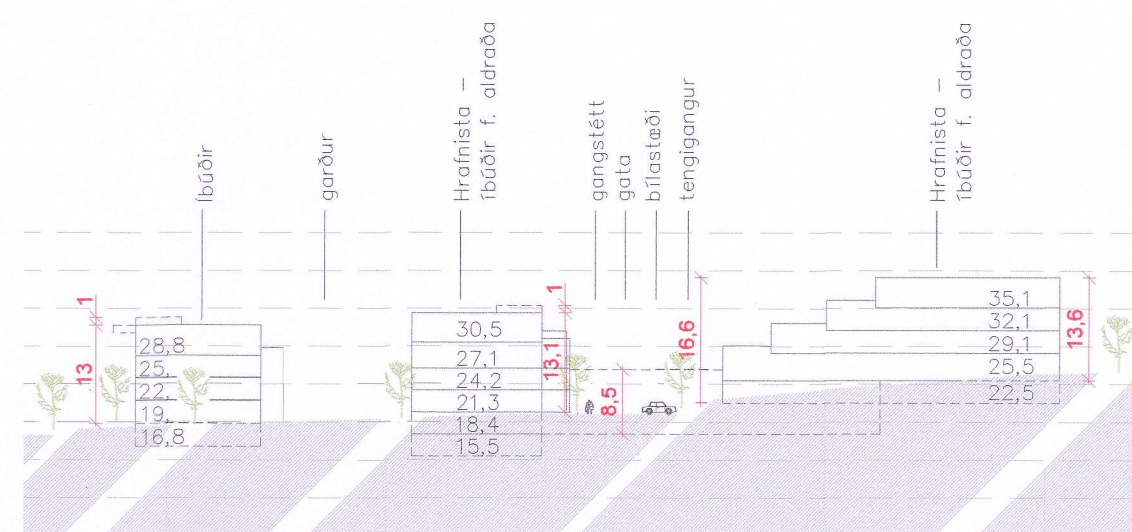 Íbúðir
garður
Hrafnista –
íbúðir f. aldraða
gangstétt
gata
bílastæði
tengigangur
Hrafnista –
íbúðir f. aldraða
1
13
28,8
25,
22,
19,
16,8
1
13,1
30,5
27,1
24,2
21,3
18,4
15,5
8,5
16,6
35,1
32,1
29,1
25,5
22,5
13,6